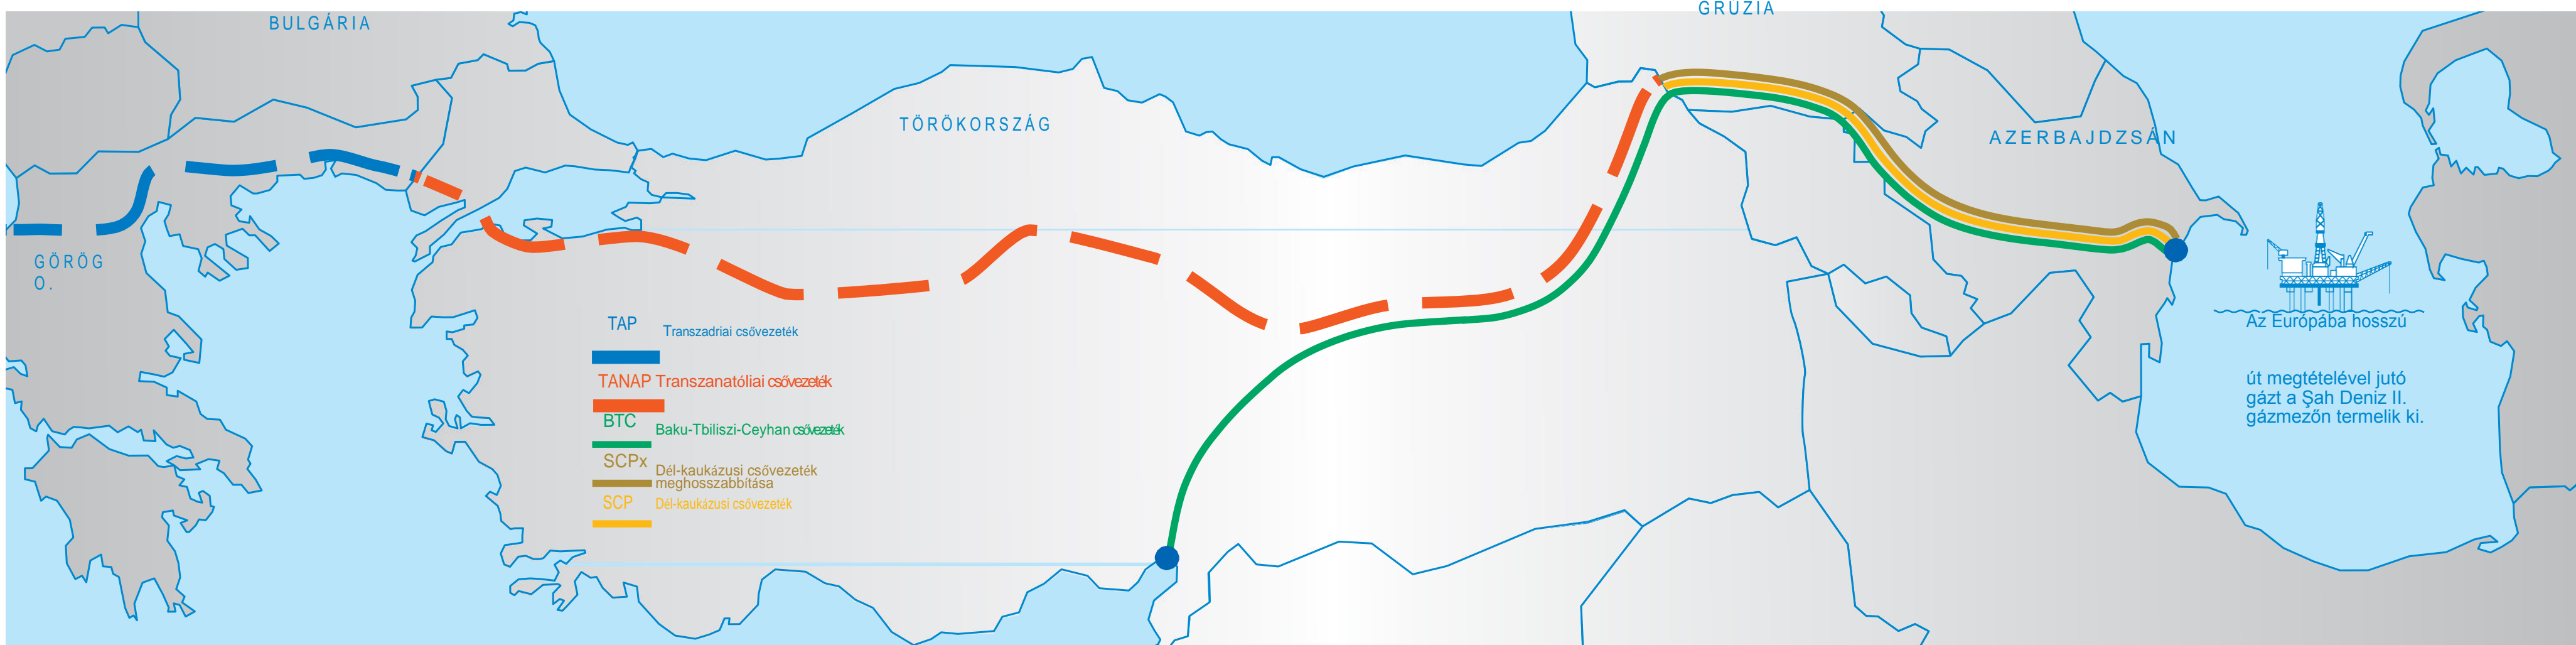 BULGÁRIA
GRÚZIA
TÖRÖKORSZÁG
AZERBAJDZSÁN
GÖRÖG
O.
TAP Transzadriai csővezeték
TANAP Transzanatóliai csővezeték
BTC Baku-Tbiliszi-Ceyhan csővezeték
SCPx Dél-kaukázusi csővezeték
meghosszabbítása
SCP Dél-kaukázusi csővezeték
Az Európába hosszú
út megtételével jutó
gázt a Şah Deniz II.
gázmezőn termelik ki.